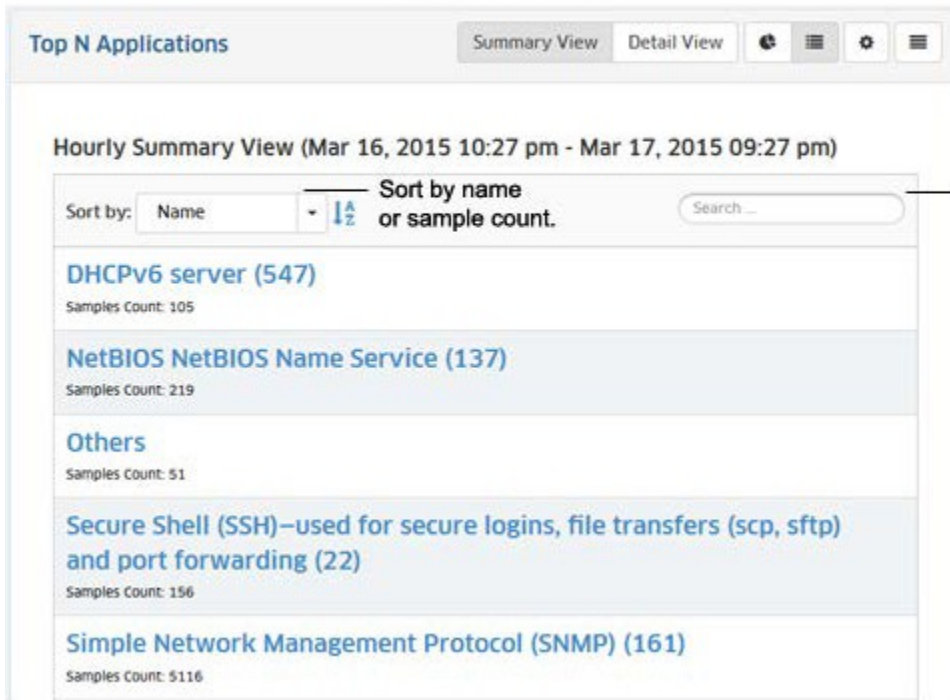 Top N Applications
Summary View
Detail View
Hourly Summary View (Mar 16, 2015 10:27 pm - Mar 17, 2015 09:27 pm)
Sort by:
Name
Sort by name
or sample count.
Search ...
DHCPv6 server (547)
Samples Count: 105
NetBIOS NetBIOS Name Service (137)
Samples Count: 219
Others
Samples Count: 51
Secure Shell (SSH)—used for secure logins, file transfers (scp, sftp)
and port forwarding (22)
Samples Count: 156
Simple Network Management Protocol (SNMP) (161)
Samples Count: 5116